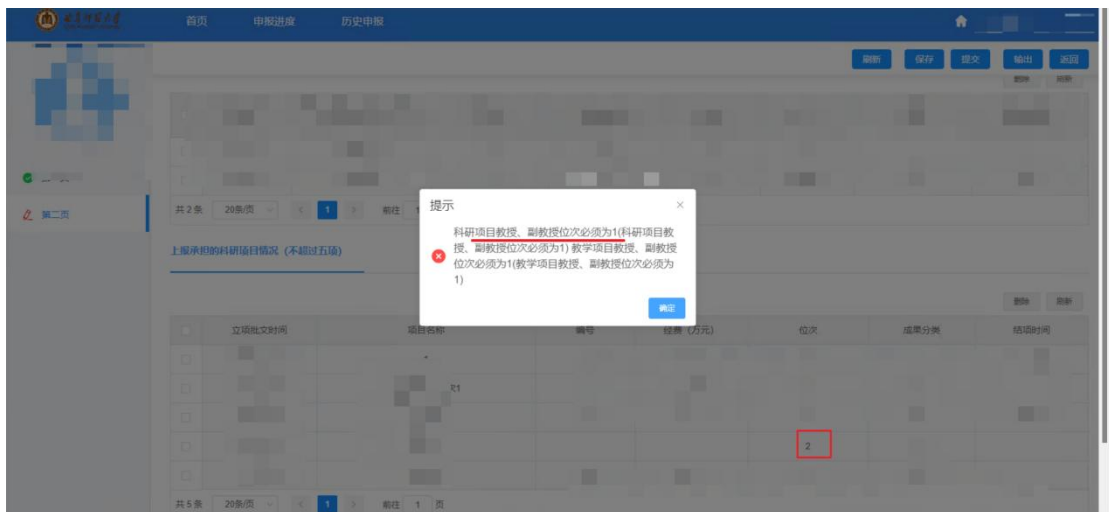 首页 申报进度 历史申报
刷新 保存 提交 输出 返回
删除 刷新
第二页
共 2 条 20条/页 1 前往 1
提示
科研项目教授、副教授位次必须为1(科研项目教
授、副教授位次必须为1) 教学项目教授、副教授
位次必须为1(教学项目教授、副教授位次必须为
1)
确定
上报承担的科研项目情况 (不超过五项)
删除 刷新
立项批文时间 项目名称 编号 经费 (万元) 位次 成果分类 结项时间
2
共 5 条 20条/页 1 前往 1 页